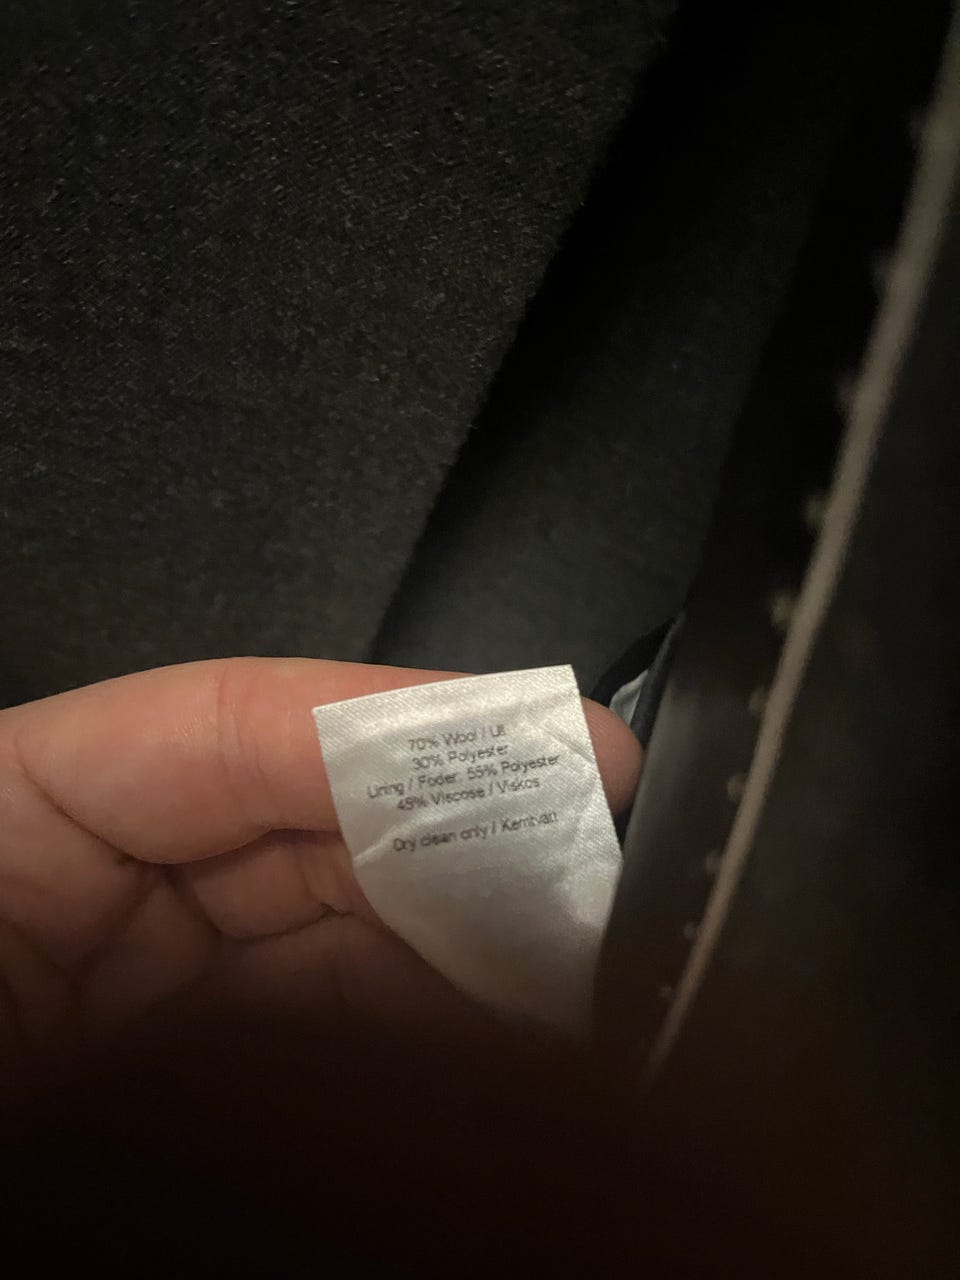 70% Wool / Ull
30% Polyester
Lining / Foder: 55% Polyester
45% Viscose / Viskos
Dry clean only / Kemtvätt